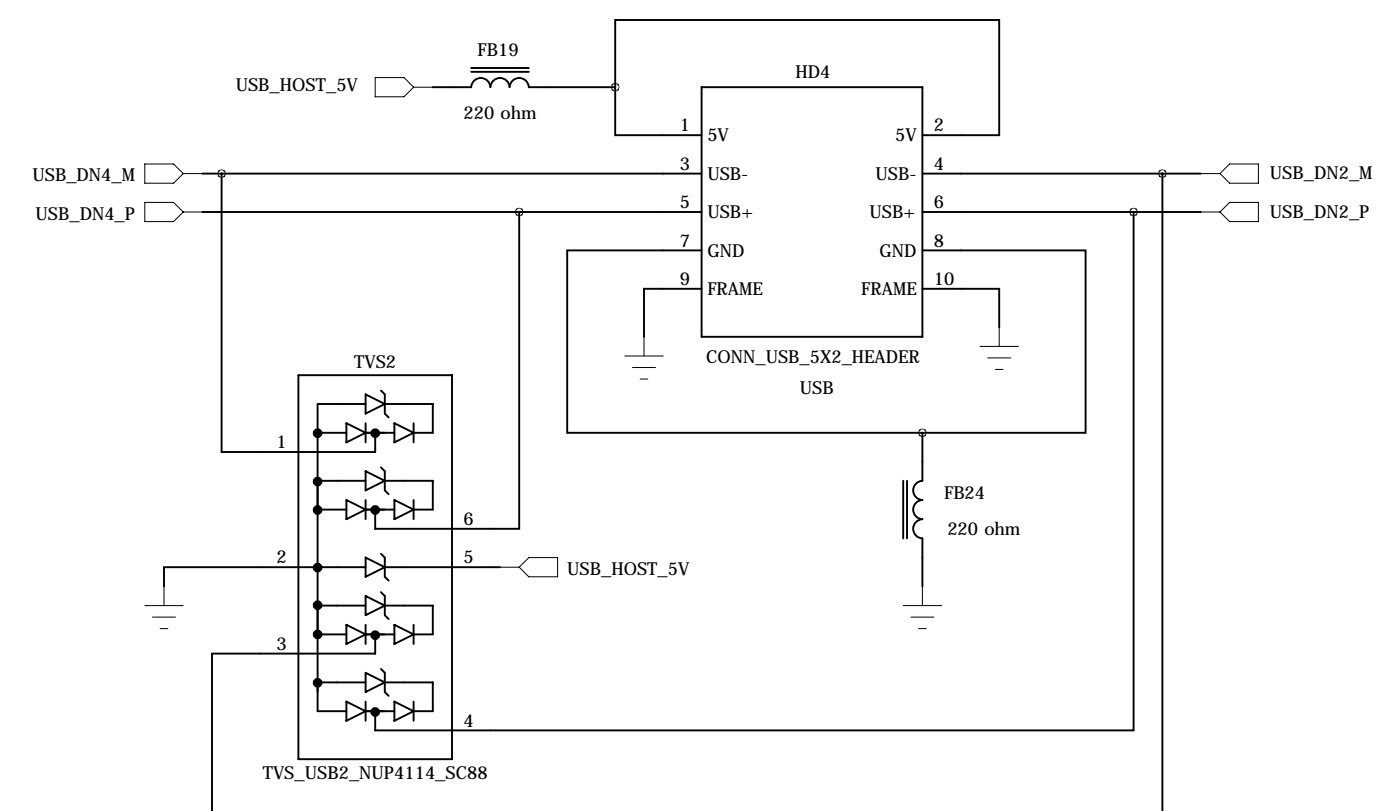 FB19
HD4
USB_HOST_5V
220 ohm
1
5V
5V
2
USB_DN4_M
3
USB-
USB-
4
USB_DN2_M
USB_DN4_P
5
USB+
USB+
6
USB_DN2_P
7
GND
GND
8
9
FRAME
FRAME
10
CONN_USB_5X2_HEADER
USB
TVS2
1
FB24
220 ohm
6
2
5
USB_HOST_5V
3
4
TVS_USB2_NUP4114_SC88